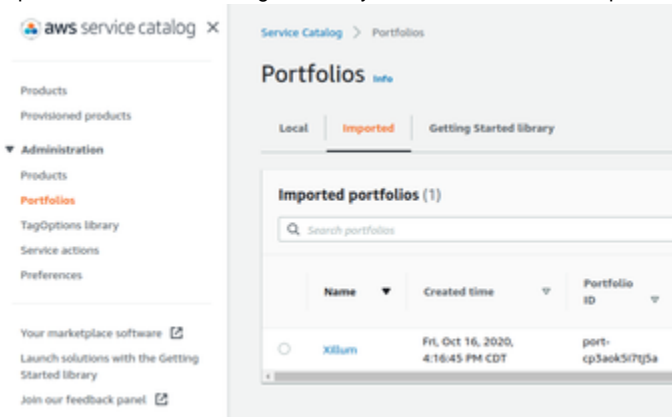 aws service catalog
Products
Provisioned products
Administration
Products
Portfolios
TagOptions library
Service actions
Preferences
Your marketplace software
Launch solutions with the Getting
Started library
Join our feedback panel
Service Catalog > Portfolios
Portfolios Info
Local Imported Getting Started library
Imported portfolios (1)
Search portfolios
Name Created time Portfolio
ID
Xillum Fri, Oct 16, 2020,
4:16:45 PM CDT
port-